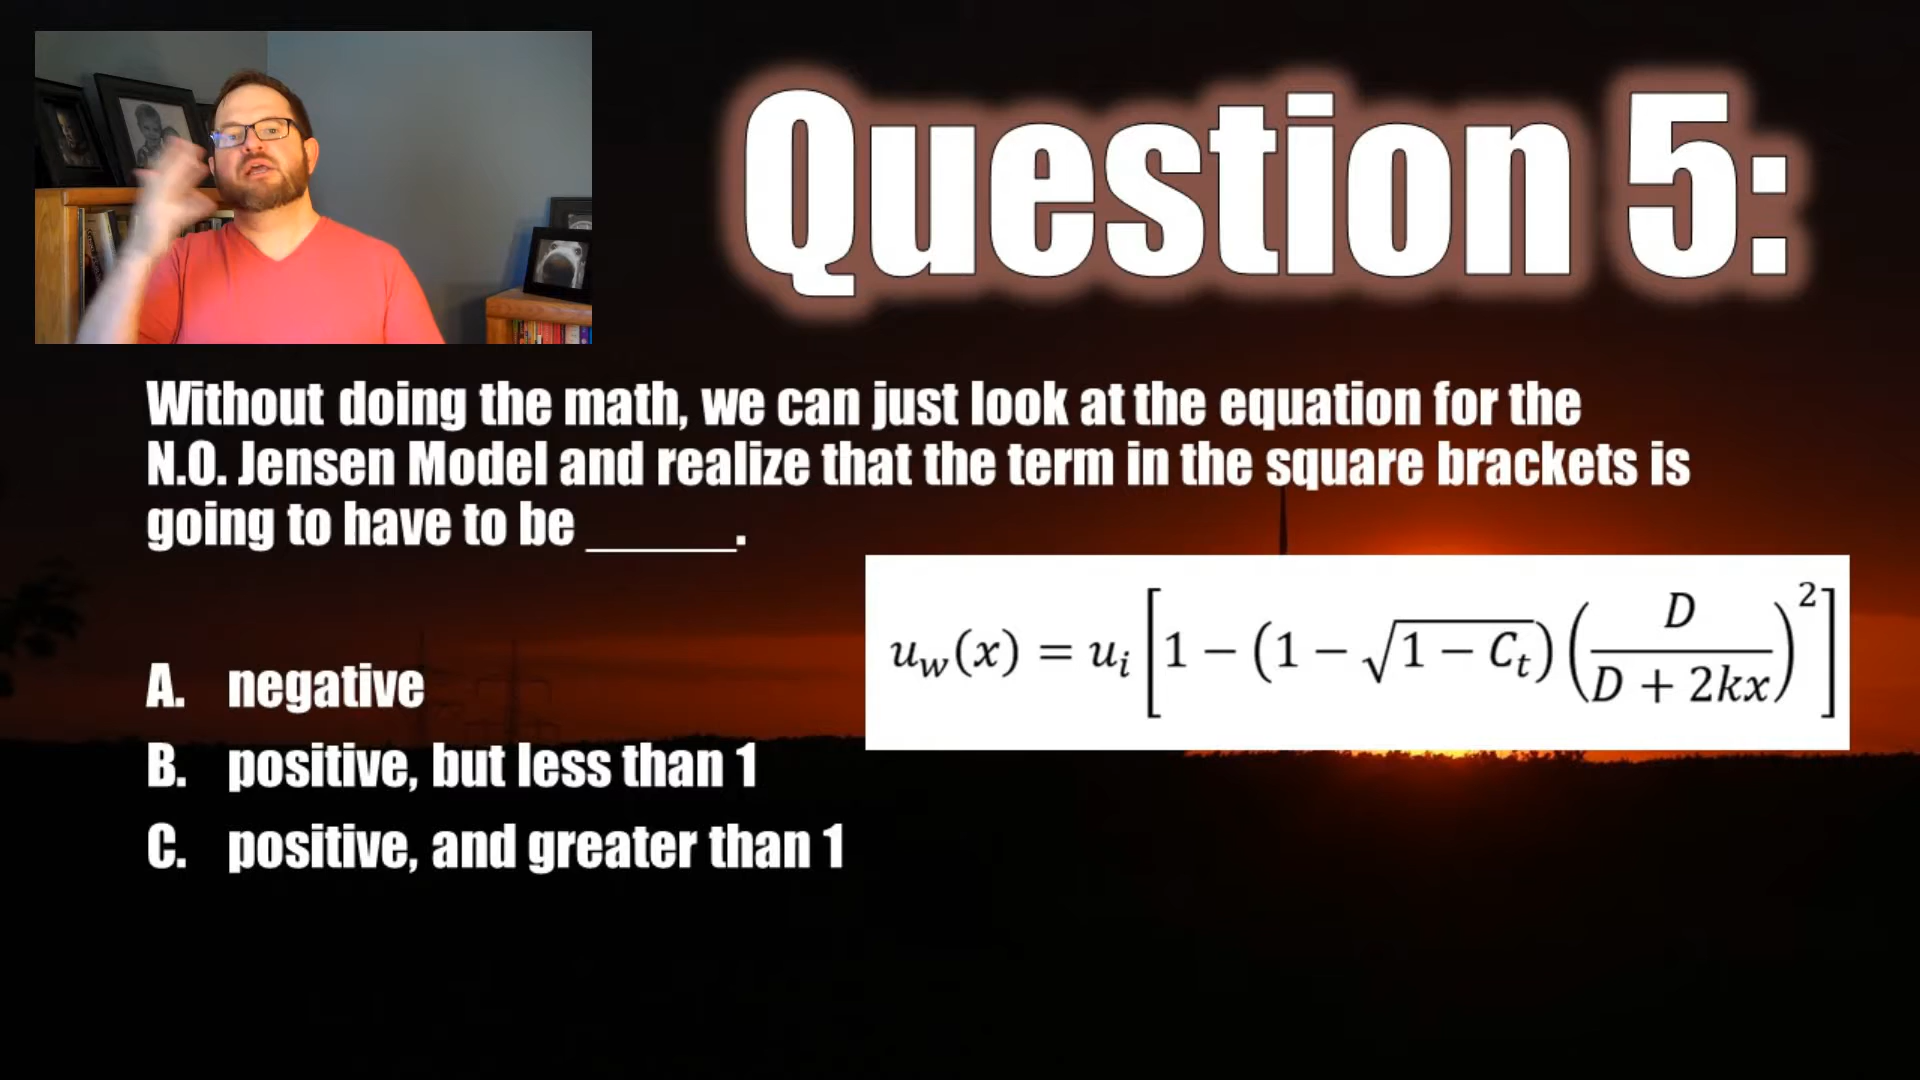 Question 5:
Without doing the math, we can just look at the equation for the
N.O. Jensen Model and realize that the term in the square brackets is
going to have to be _____.
u_w(x) = u_i [1 − (1 − √(1 − C_t)) (D / (D + 2kx))²]
A. negative
B. positive, but less than 1
C. positive, and greater than 1